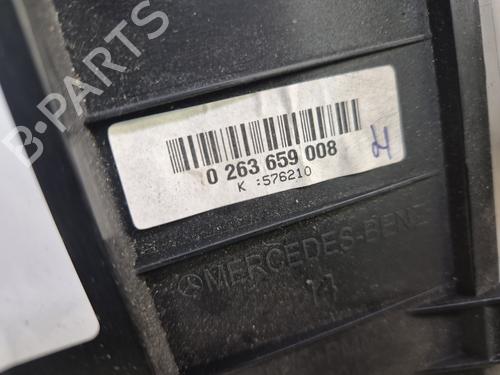 B-PARTS
0 263 659 008
K :576210
MERCEDES-BENZ